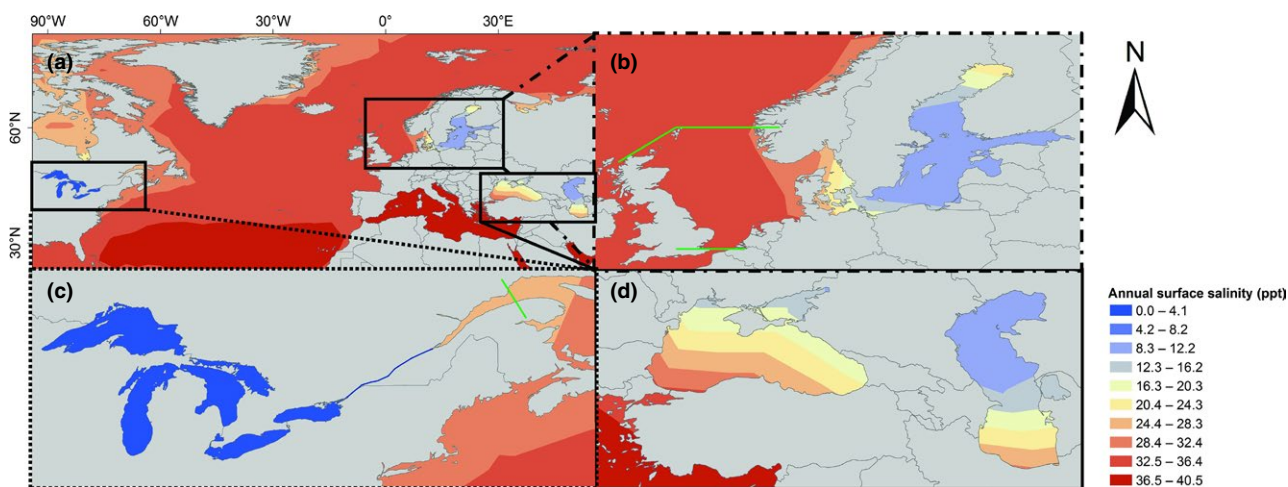 90°W 60°W 30°W 0° 30°E
60°N
30°N
(a)
(b)
(c)
(d)
N
Annual surface salinity (ppt)
0.0 – 4.1
4.2 – 8.2
8.3 – 12.2
12.3 – 16.2
16.3 – 20.3
20.4 – 24.3
24.4 – 28.3
28.4 – 32.4
32.5 – 36.4
36.5 – 40.5